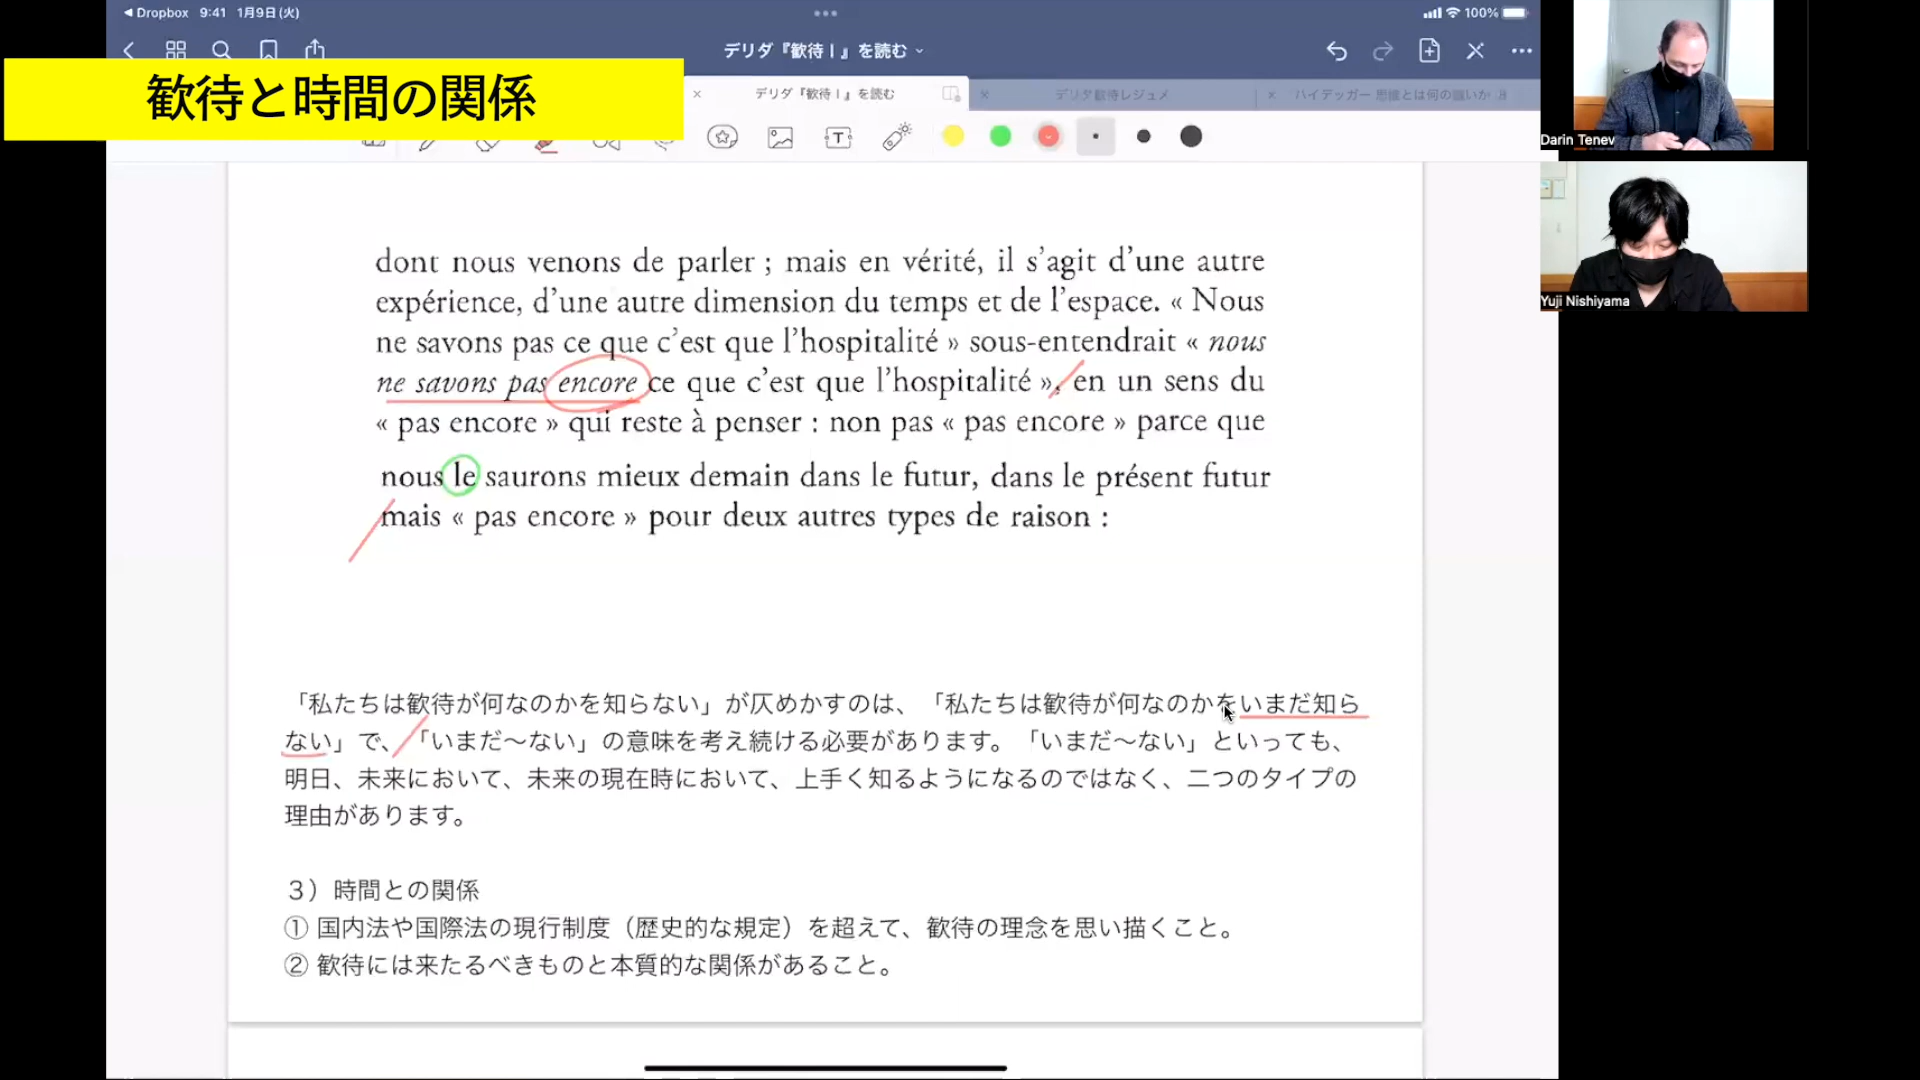 Dropbox 9:41 1月9日(火)
100%
デリダ『歓待Ⅰ』を読む
歓待と時間の関係
デリダ『歓待Ⅰ』を読む
デリダ歓待レジュメ
T
Darin Tenev
Yuji Nishiyama
dont nous venons de parler ; mais en vérité, il s’agit d’une autre
expérience, d’une autre dimension du temps et de l’espace. « Nous
ne savons pas ce que c’est que l’hospitalité » sous-entendrait « nous
ne savons pas encore ce que c’est que l’hospitalité », en un sens du
« pas encore » qui reste à penser : non pas « pas encore » parce que
nous le saurons mieux demain dans le futur, dans le présent futur
mais « pas encore » pour deux autres types de raison :
「私たちは歓待が何なのかを知らない」が仄めかすのは、「私たちは歓待が何なのかをいまだ知ら
ない」で、「いまだ〜ない」の意味を考え続ける必要があります。「いまだ〜ない」といっても、
明日、未来において、未来の現在時において、上手く知るようになるのではなく、二つのタイプの
理由があります。
３）時間との関係
① 国内法や国際法の現行制度（歴史的な規定）を超えて、歓待の理念を思い描くこと。
② 歓待には来たるべきものと本質的な関係があること。